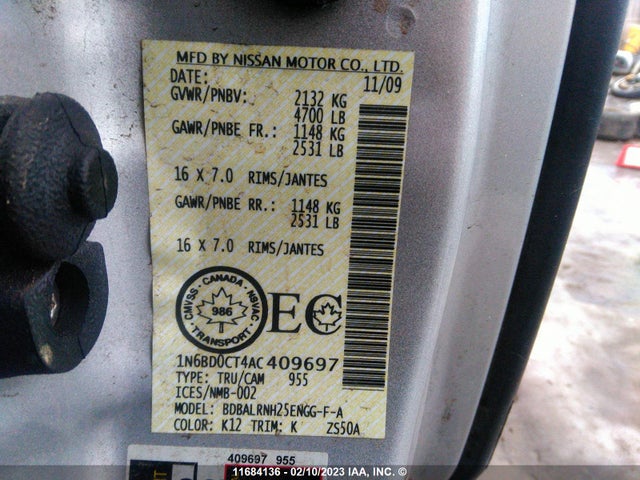 MFD BY NISSAN MOTOR CO., LTD.
DATE: 11/09
GVWR/PNBV: 2132 KG
4700 LB
GAWR/PNBE FR.: 1148 KG
2531 LB
16 X 7.0 RIMS/JANTES
GAWR/PNBE RR.: 1148 KG
2531 LB
16 X 7.0 RIMS/JANTES
CMVSS - CANADA - NSVAC
986
TRANSPORT
EC
1N6BD0CT4AC409697
TYPE: TRU/CAM 955
ICES/NMB-002
MODEL: BDBALRNH25ENGG-F-A
COLOR: K12 TRIM: K ZS50A
409697 955
11684136 - 02/10/2023 - IAA, INC. ©